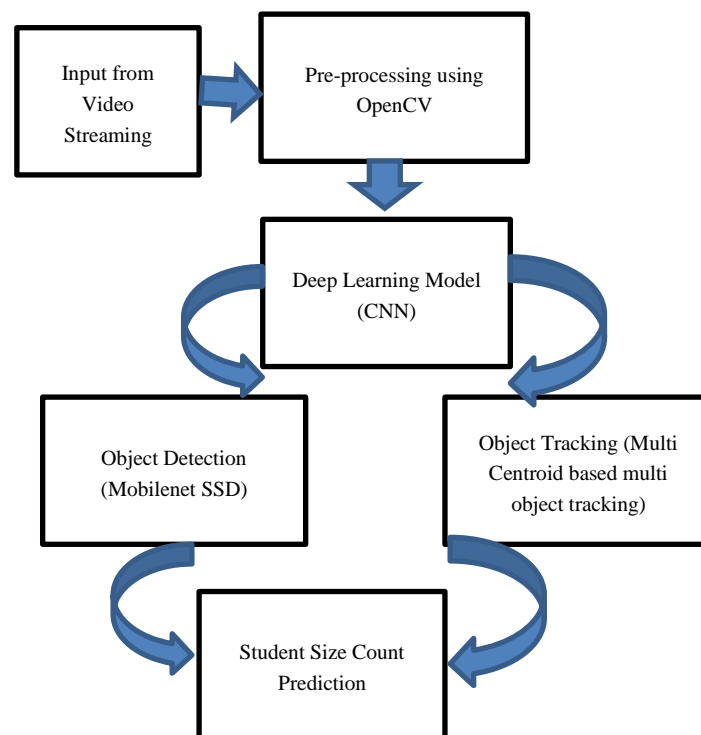 Input from
Video
Streaming
Pre-processing using
OpenCV
Deep Learning Model
(CNN)
Object Detection
(Mobilenet SSD)
Object Tracking (Multi
Centroid based multi
object tracking)
Student Size Count
Prediction